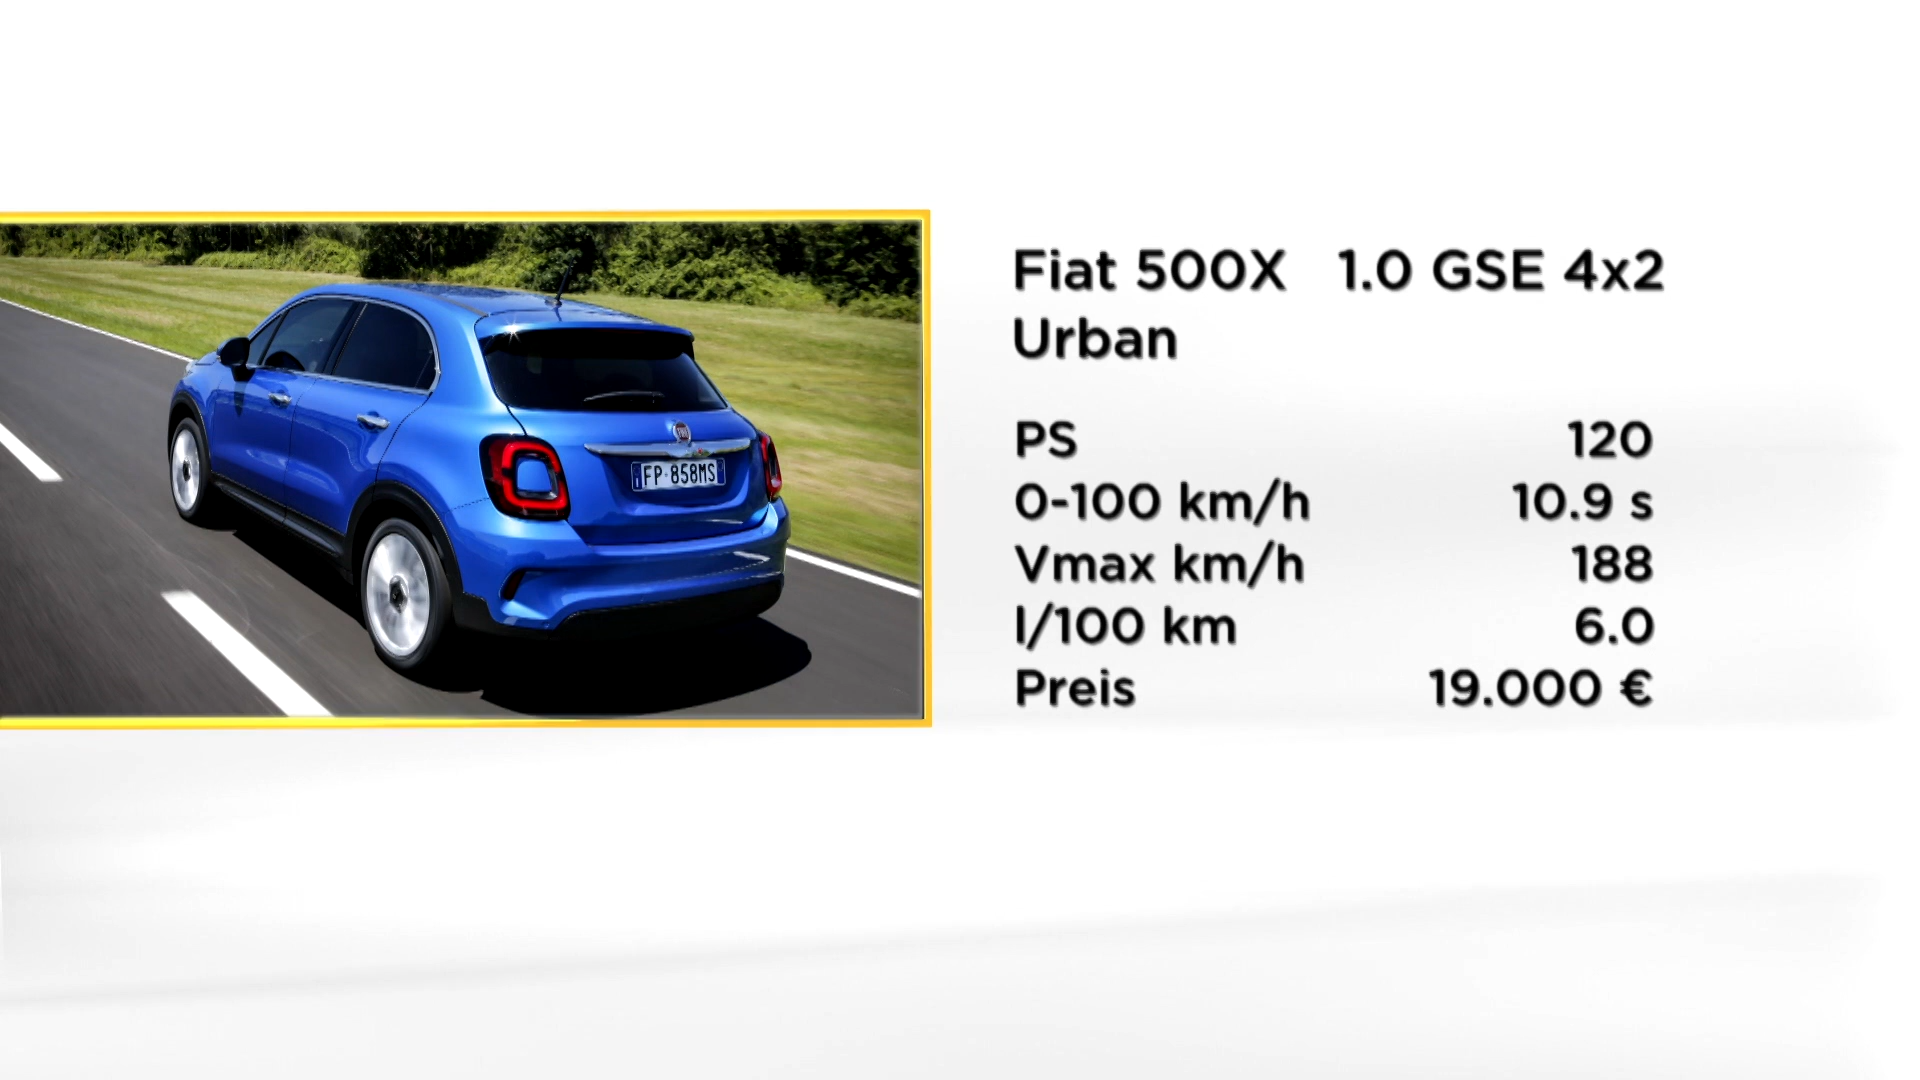 Fiat 500X 1.0 GSE 4x2
Urban
PS 120
0-100 km/h 10.9 s
Vmax km/h 188
l/100 km 6.0
Preis 19.000 €
FP 858MS
FIAT